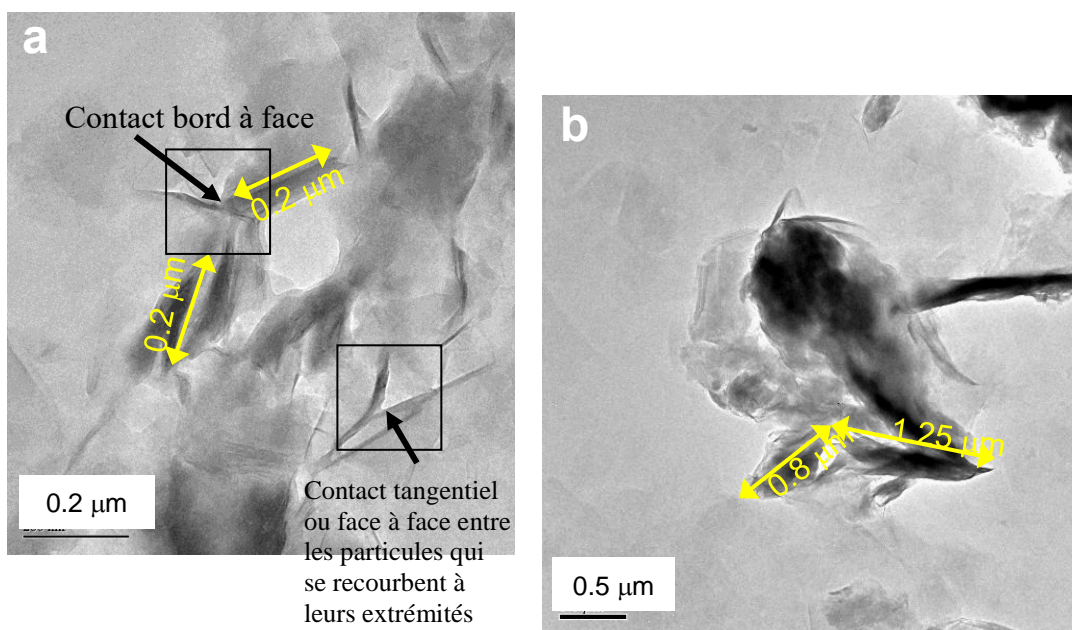 a
Contact bord à face
0.2 µm
0.2 µm
0.2 µm
Contact tangentiel
ou face à face entre
les particules qui
se recourbent à
leurs extrémités
b
1.25 µm
0.8 µm
0.5 µm